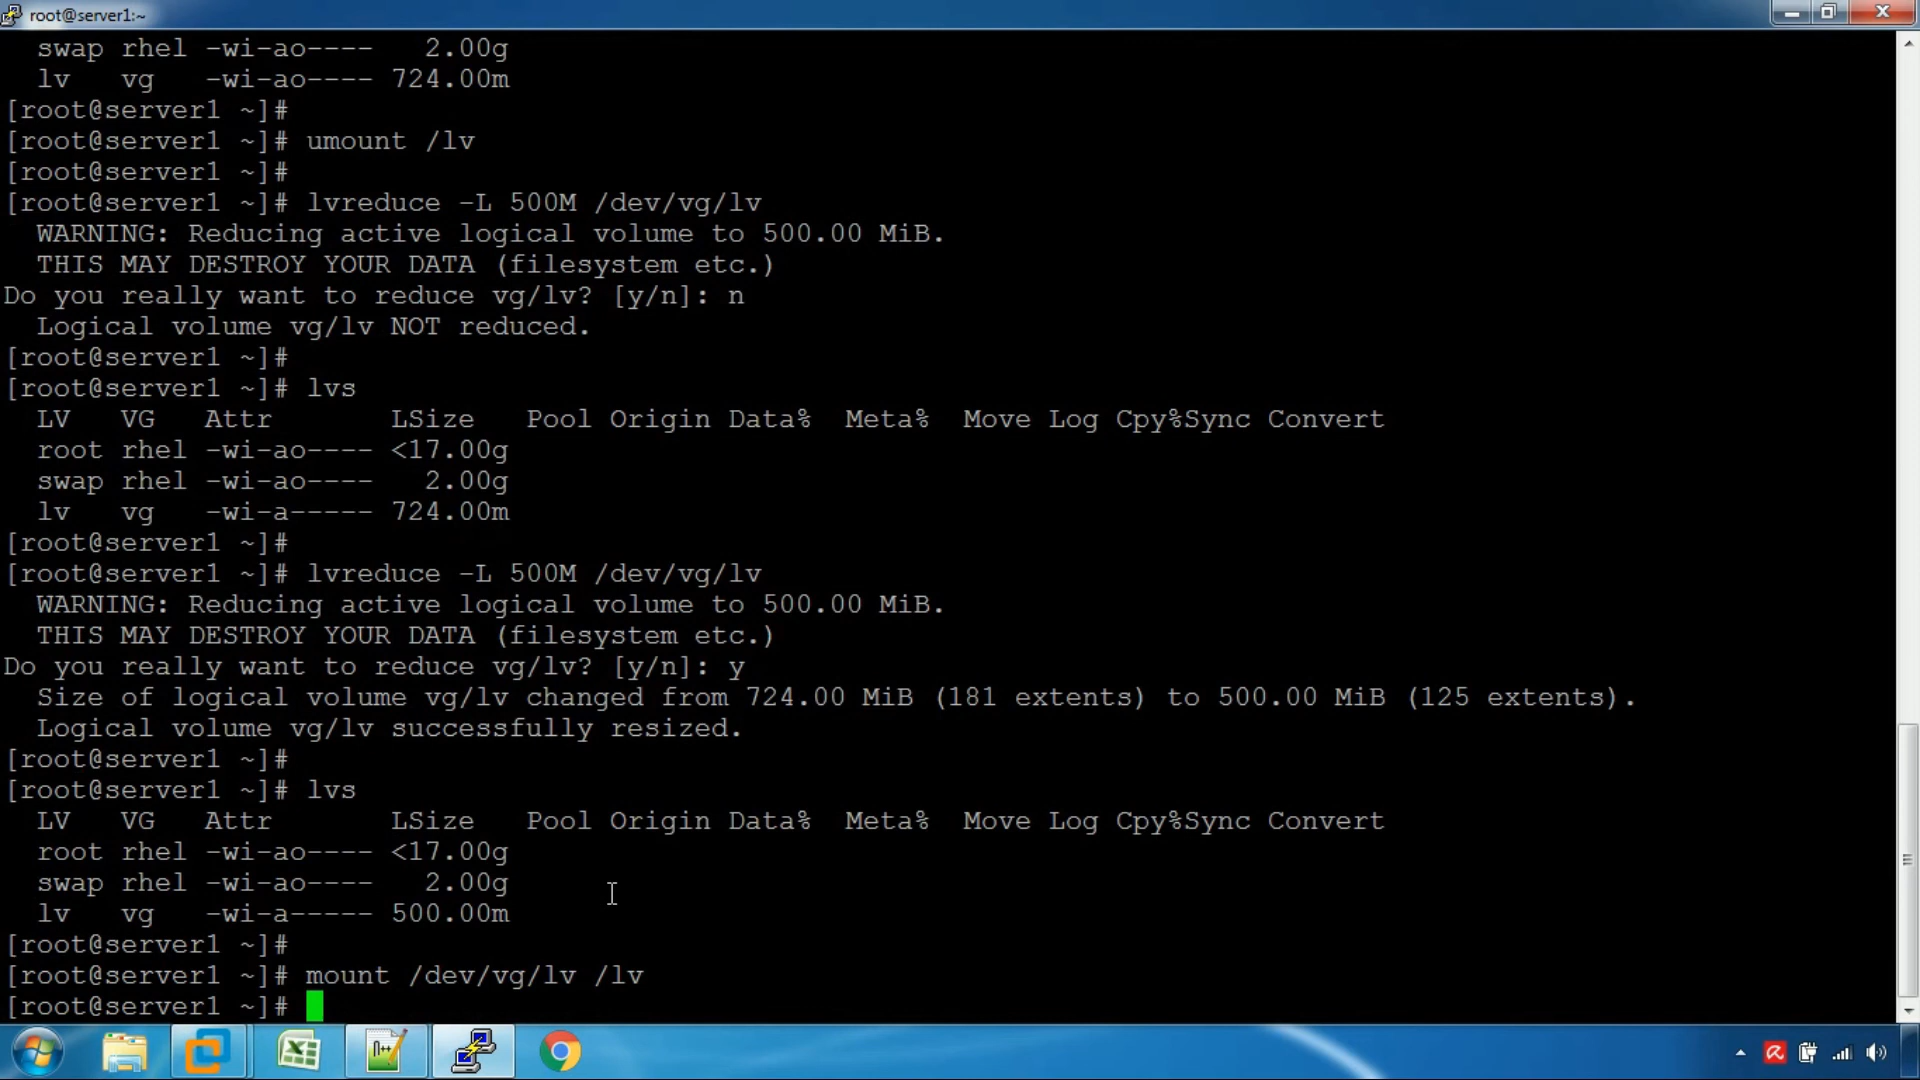 root@server1:~
swap rhel -wi-ao---- 2.00g
lv vg -wi-ao---- 724.00m
[root@server1 ~]#
[root@server1 ~]# umount /lv
[root@server1 ~]#
[root@server1 ~]# lvreduce -L 500M /dev/vg/lv
WARNING: Reducing active logical volume to 500.00 MiB.
THIS MAY DESTROY YOUR DATA (filesystem etc.)
Do you really want to reduce vg/lv? [y/n]: n
Logical volume vg/lv NOT reduced.
[root@server1 ~]#
[root@server1 ~]# lvs
LV VG Attr LSize Pool Origin Data% Meta% Move Log Cpy%Sync Convert
root rhel -wi-ao---- <17.00g
swap rhel -wi-ao---- 2.00g
lv vg -wi-a----- 724.00m
[root@server1 ~]#
[root@server1 ~]# lvreduce -L 500M /dev/vg/lv
WARNING: Reducing active logical volume to 500.00 MiB.
THIS MAY DESTROY YOUR DATA (filesystem etc.)
Do you really want to reduce vg/lv? [y/n]: y
Size of logical volume vg/lv changed from 724.00 MiB (181 extents) to 500.00 MiB (125 extents).
Logical volume vg/lv successfully resized.
[root@server1 ~]#
[root@server1 ~]# lvs
LV VG Attr LSize Pool Origin Data% Meta% Move Log Cpy%Sync Convert
root rhel -wi-ao---- <17.00g
swap rhel -wi-ao---- 2.00g
lv vg -wi-a----- 500.00m
[root@server1 ~]#
[root@server1 ~]# mount /dev/vg/lv /lv
[root@server1 ~]#